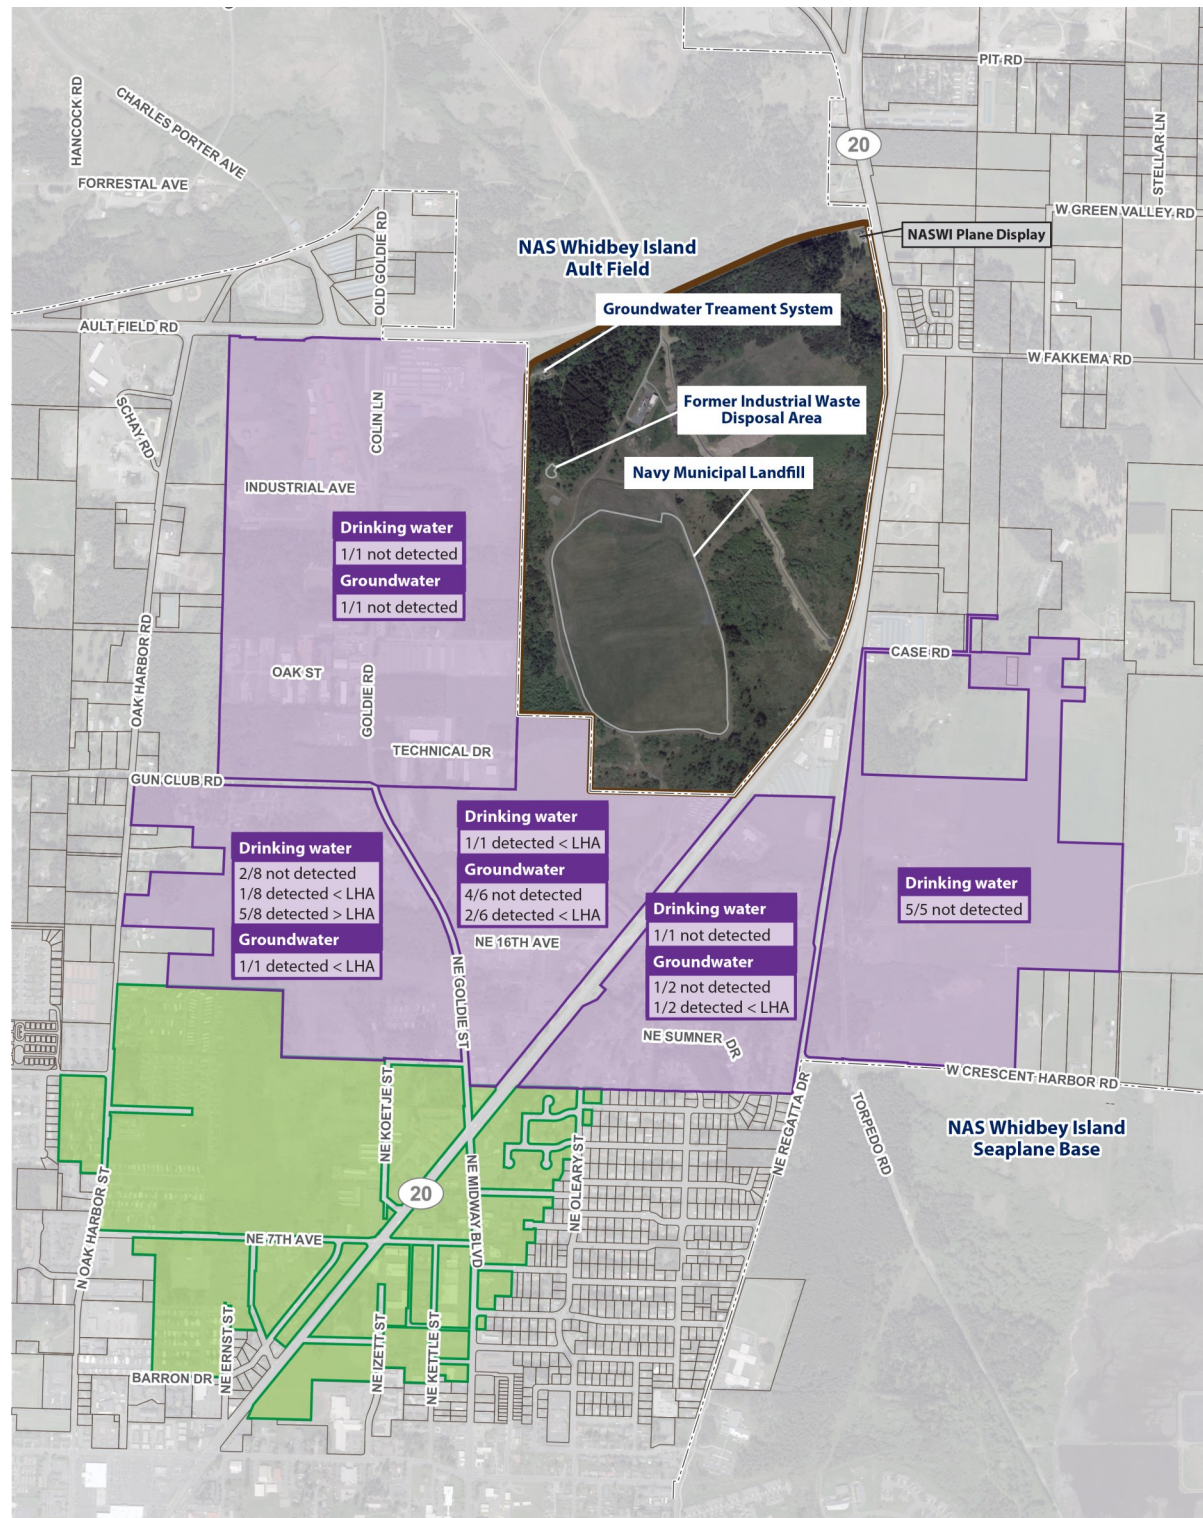 PIT RD
HANCOCK RD
CHARLES PORTER AVE
STELLAR LN
20
FORRESTAL AVE
W GREEN VALLEY RD
OLD GOLDIE RD
NASWI Plane Display
NAS Whidbey Island
Ault Field
Groundwater Treament System
AULT FIELD RD
W FAKKEMA RD
COLIN LN
SCHAY RD
Former Industrial Waste
Disposal Area
Navy Municipal Landfill
INDUSTRIAL AVE
Drinking water
1/1 not detected
Groundwater
1/1 not detected
OAK HARBOR RD
OAK ST
GOLDIE RD
CASE RD
TECHNICAL DR
GUN CLUB RD
Drinking water
2/8 not detected
1/8 detected < LHA
5/8 detected > LHA
Groundwater
1/1 detected < LHA
Drinking water
1/1 detected < LHA
Groundwater
4/6 not detected
2/6 detected < LHA
NE 16TH AVE
Drinking water
1/1 not detected
Groundwater
1/2 not detected
1/2 detected < LHA
Drinking water
5/5 not detected
NE GOLDIE ST
NE SUMNER DR
W CRESCENT HARBOR RD
NE KOETJE ST
NE REGATTA DR
TORPEDO RD
NAS Whidbey Island
Seaplane Base
N OAK HARBOR ST
20
NE MIDWAY BLVD
NE OLEARY ST
NE 7TH AVE
NE ERNST ST
NE IZETT ST
NE KETTLE ST
BARRON DR